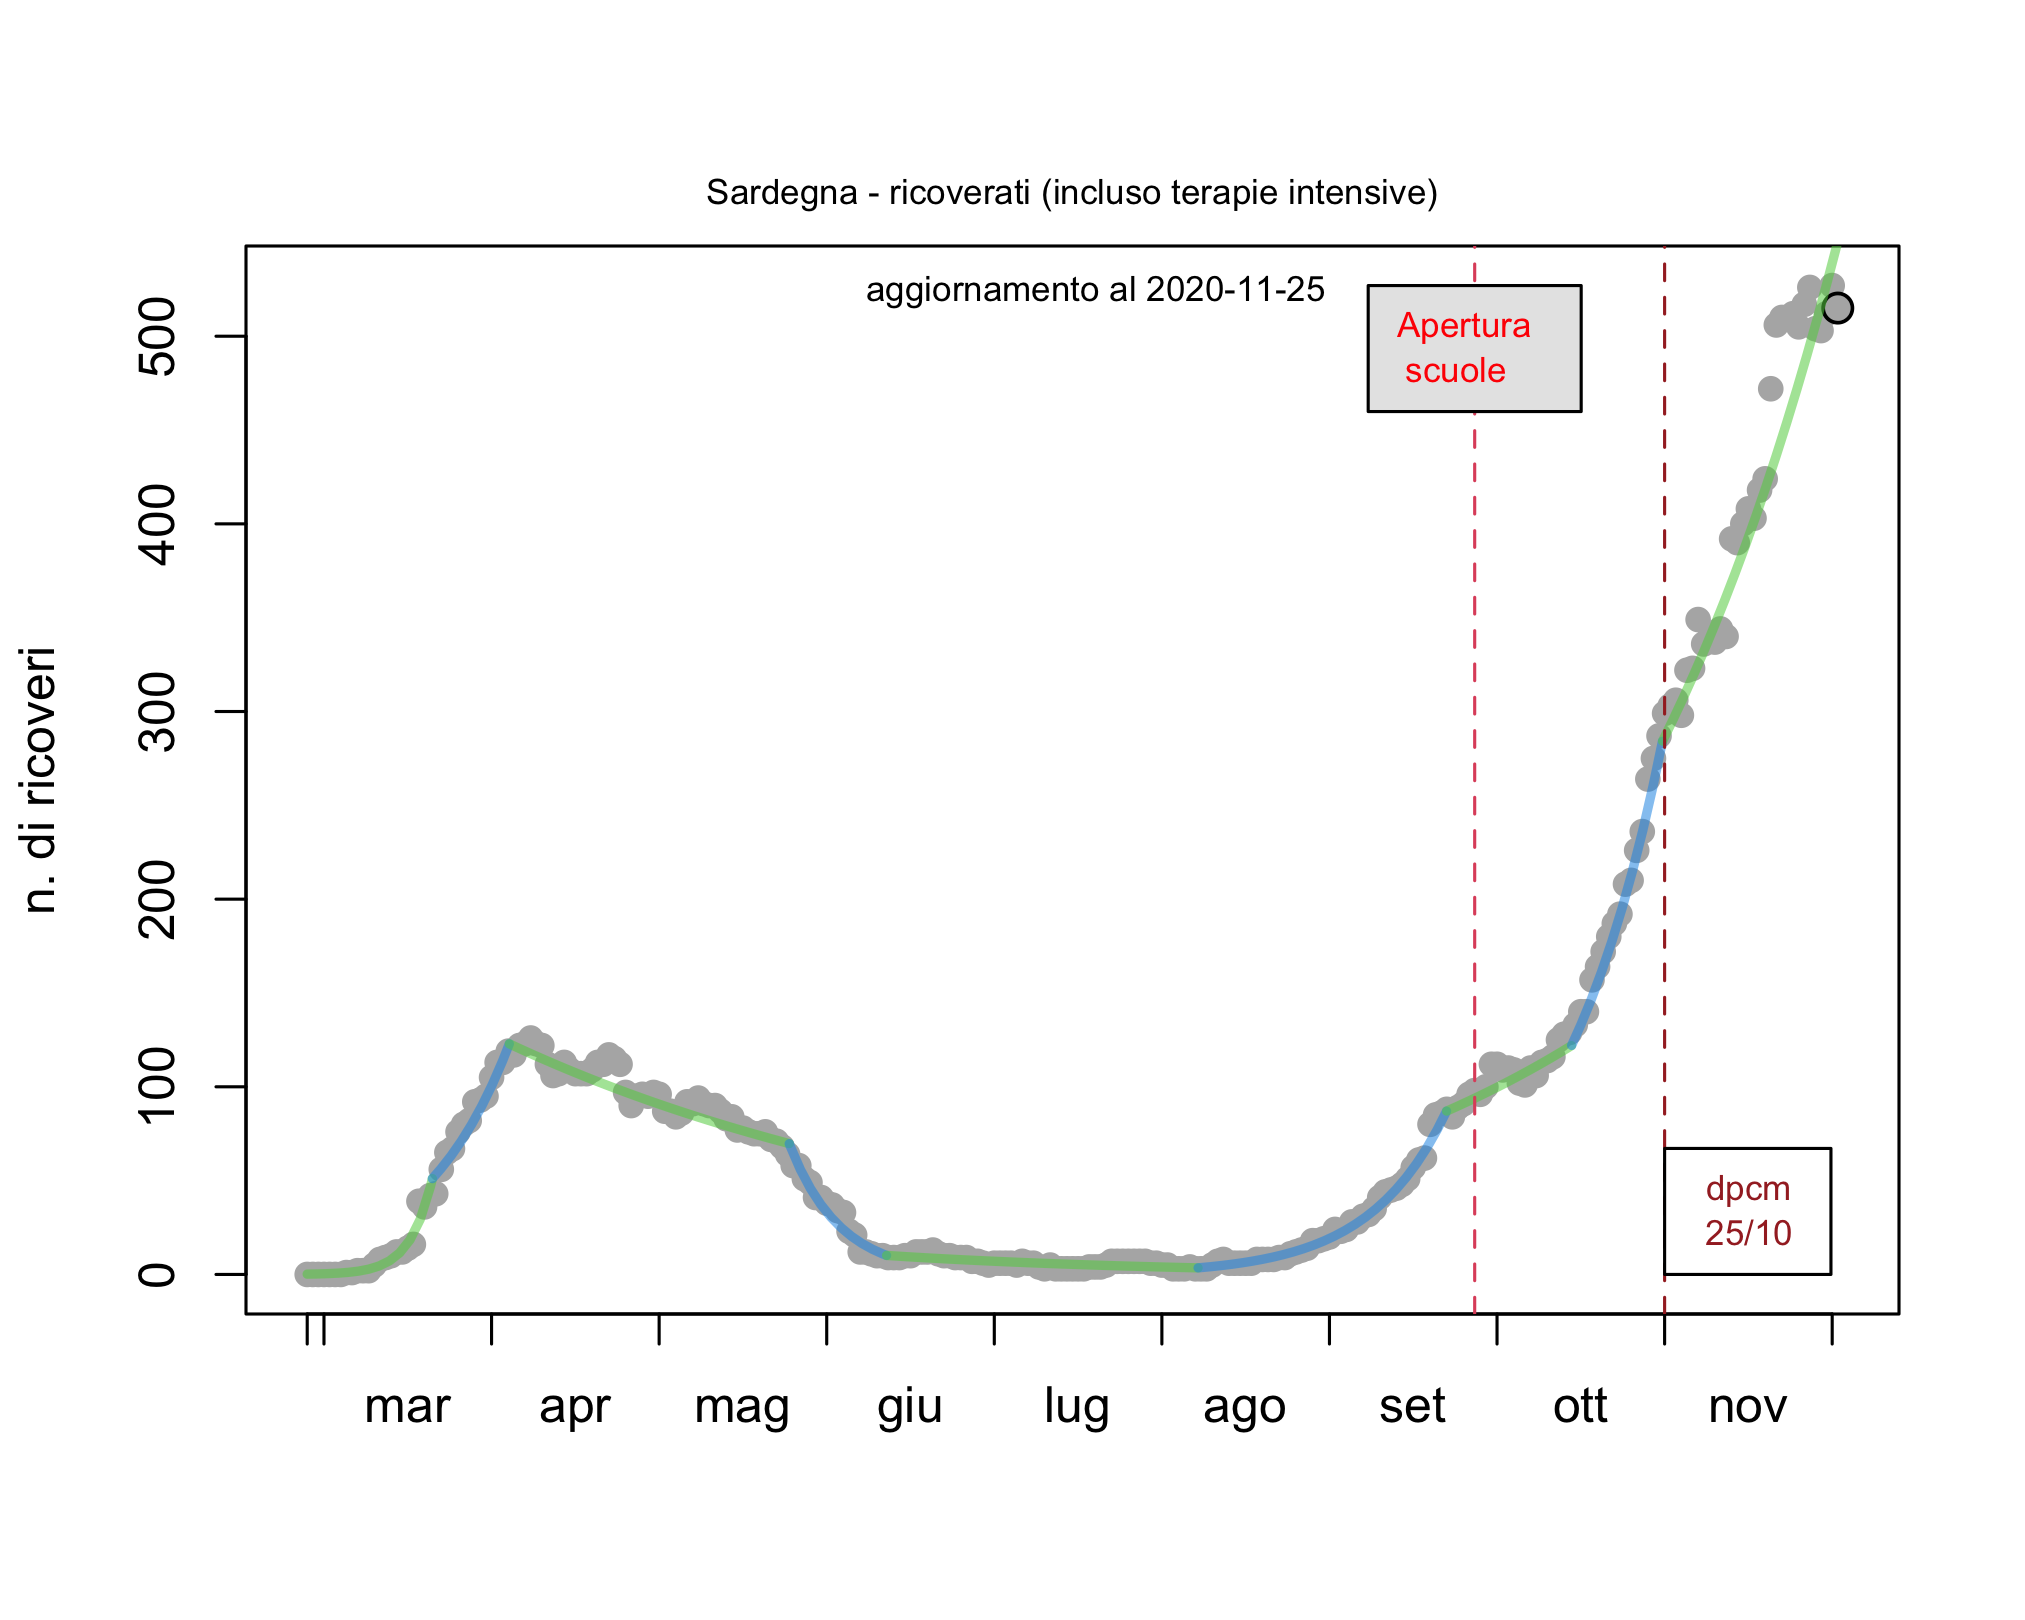 Sardegna - ricoverati (incluso terapie intensive)
aggiornamento al 2020-11-25
Apertura
scuole
n. di ricoveri
500
400
300
200
100
0
dpcm
25/10
mar apr mag giu lug ago set ott nov